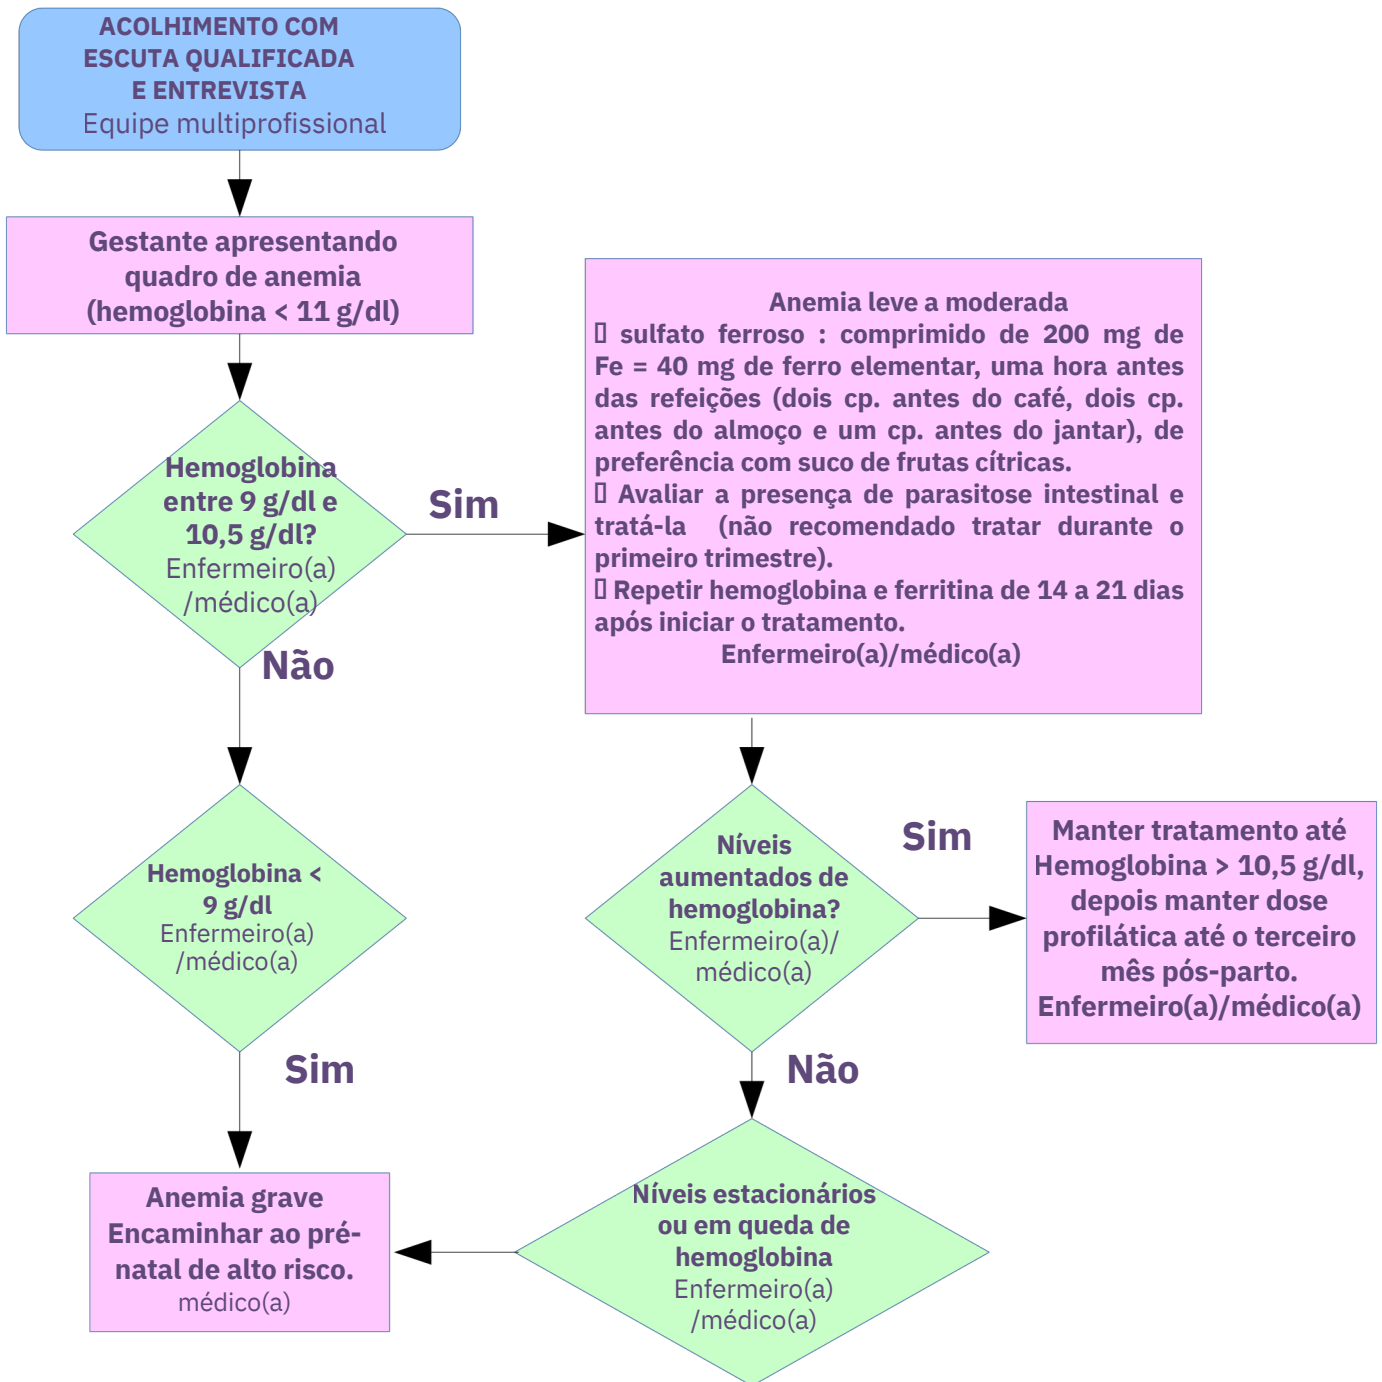 ACOLHIMENTO COM
ESCUTA QUALIFICADA
E ENTREVISTA
Equipe multiprofissional
Gestante apresentando
quadro de anemia
(hemoglobina < 11 g/dl)
Hemoglobina
entre 9 g/dl e
10,5 g/dl?
Enfermeiro(a)
/médico(a)
Sim
Não
Anemia leve a moderada
▯ sulfato ferroso : comprimido de 200 mg de
Fe = 40 mg de ferro elementar, uma hora antes
das refeições (dois cp. antes do café, dois cp.
antes do almoço e um cp. antes do jantar), de
preferência com suco de frutas cítricas.
▯ Avaliar a presença de parasitose intestinal e
tratá-la (não recomendado tratar durante o
primeiro trimestre).
▯ Repetir hemoglobina e ferritina de 14 a 21 dias
após iniciar o tratamento.
Enfermeiro(a)/médico(a)
Hemoglobina <
9 g/dl
Enfermeiro(a)
/médico(a)
Sim
Níveis
aumentados de
hemoglobina?
Enfermeiro(a)/
médico(a)
Sim
Não
Manter tratamento até
Hemoglobina > 10,5 g/dl,
depois manter dose
profilática até o terceiro
mês pós-parto.
Enfermeiro(a)/médico(a)
Anemia grave
Encaminhar ao pré-
natal de alto risco.
médico(a)
Níveis estacionários
ou em queda de
hemoglobina
Enfermeiro(a)
/médico(a)